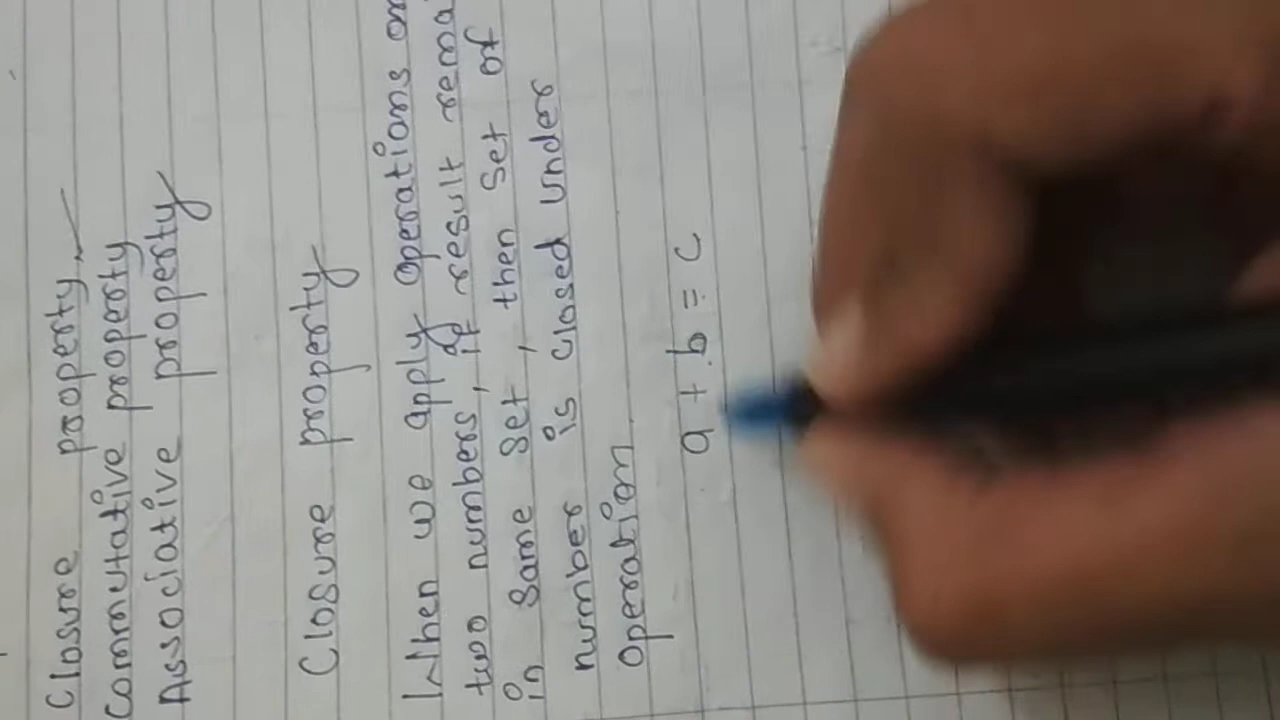 Closure property
Commutative property
Associative property
Closure property
When we apply operations on
two numbers, if result rema
in same set, then set of
number is closed under
operation
a + b = c